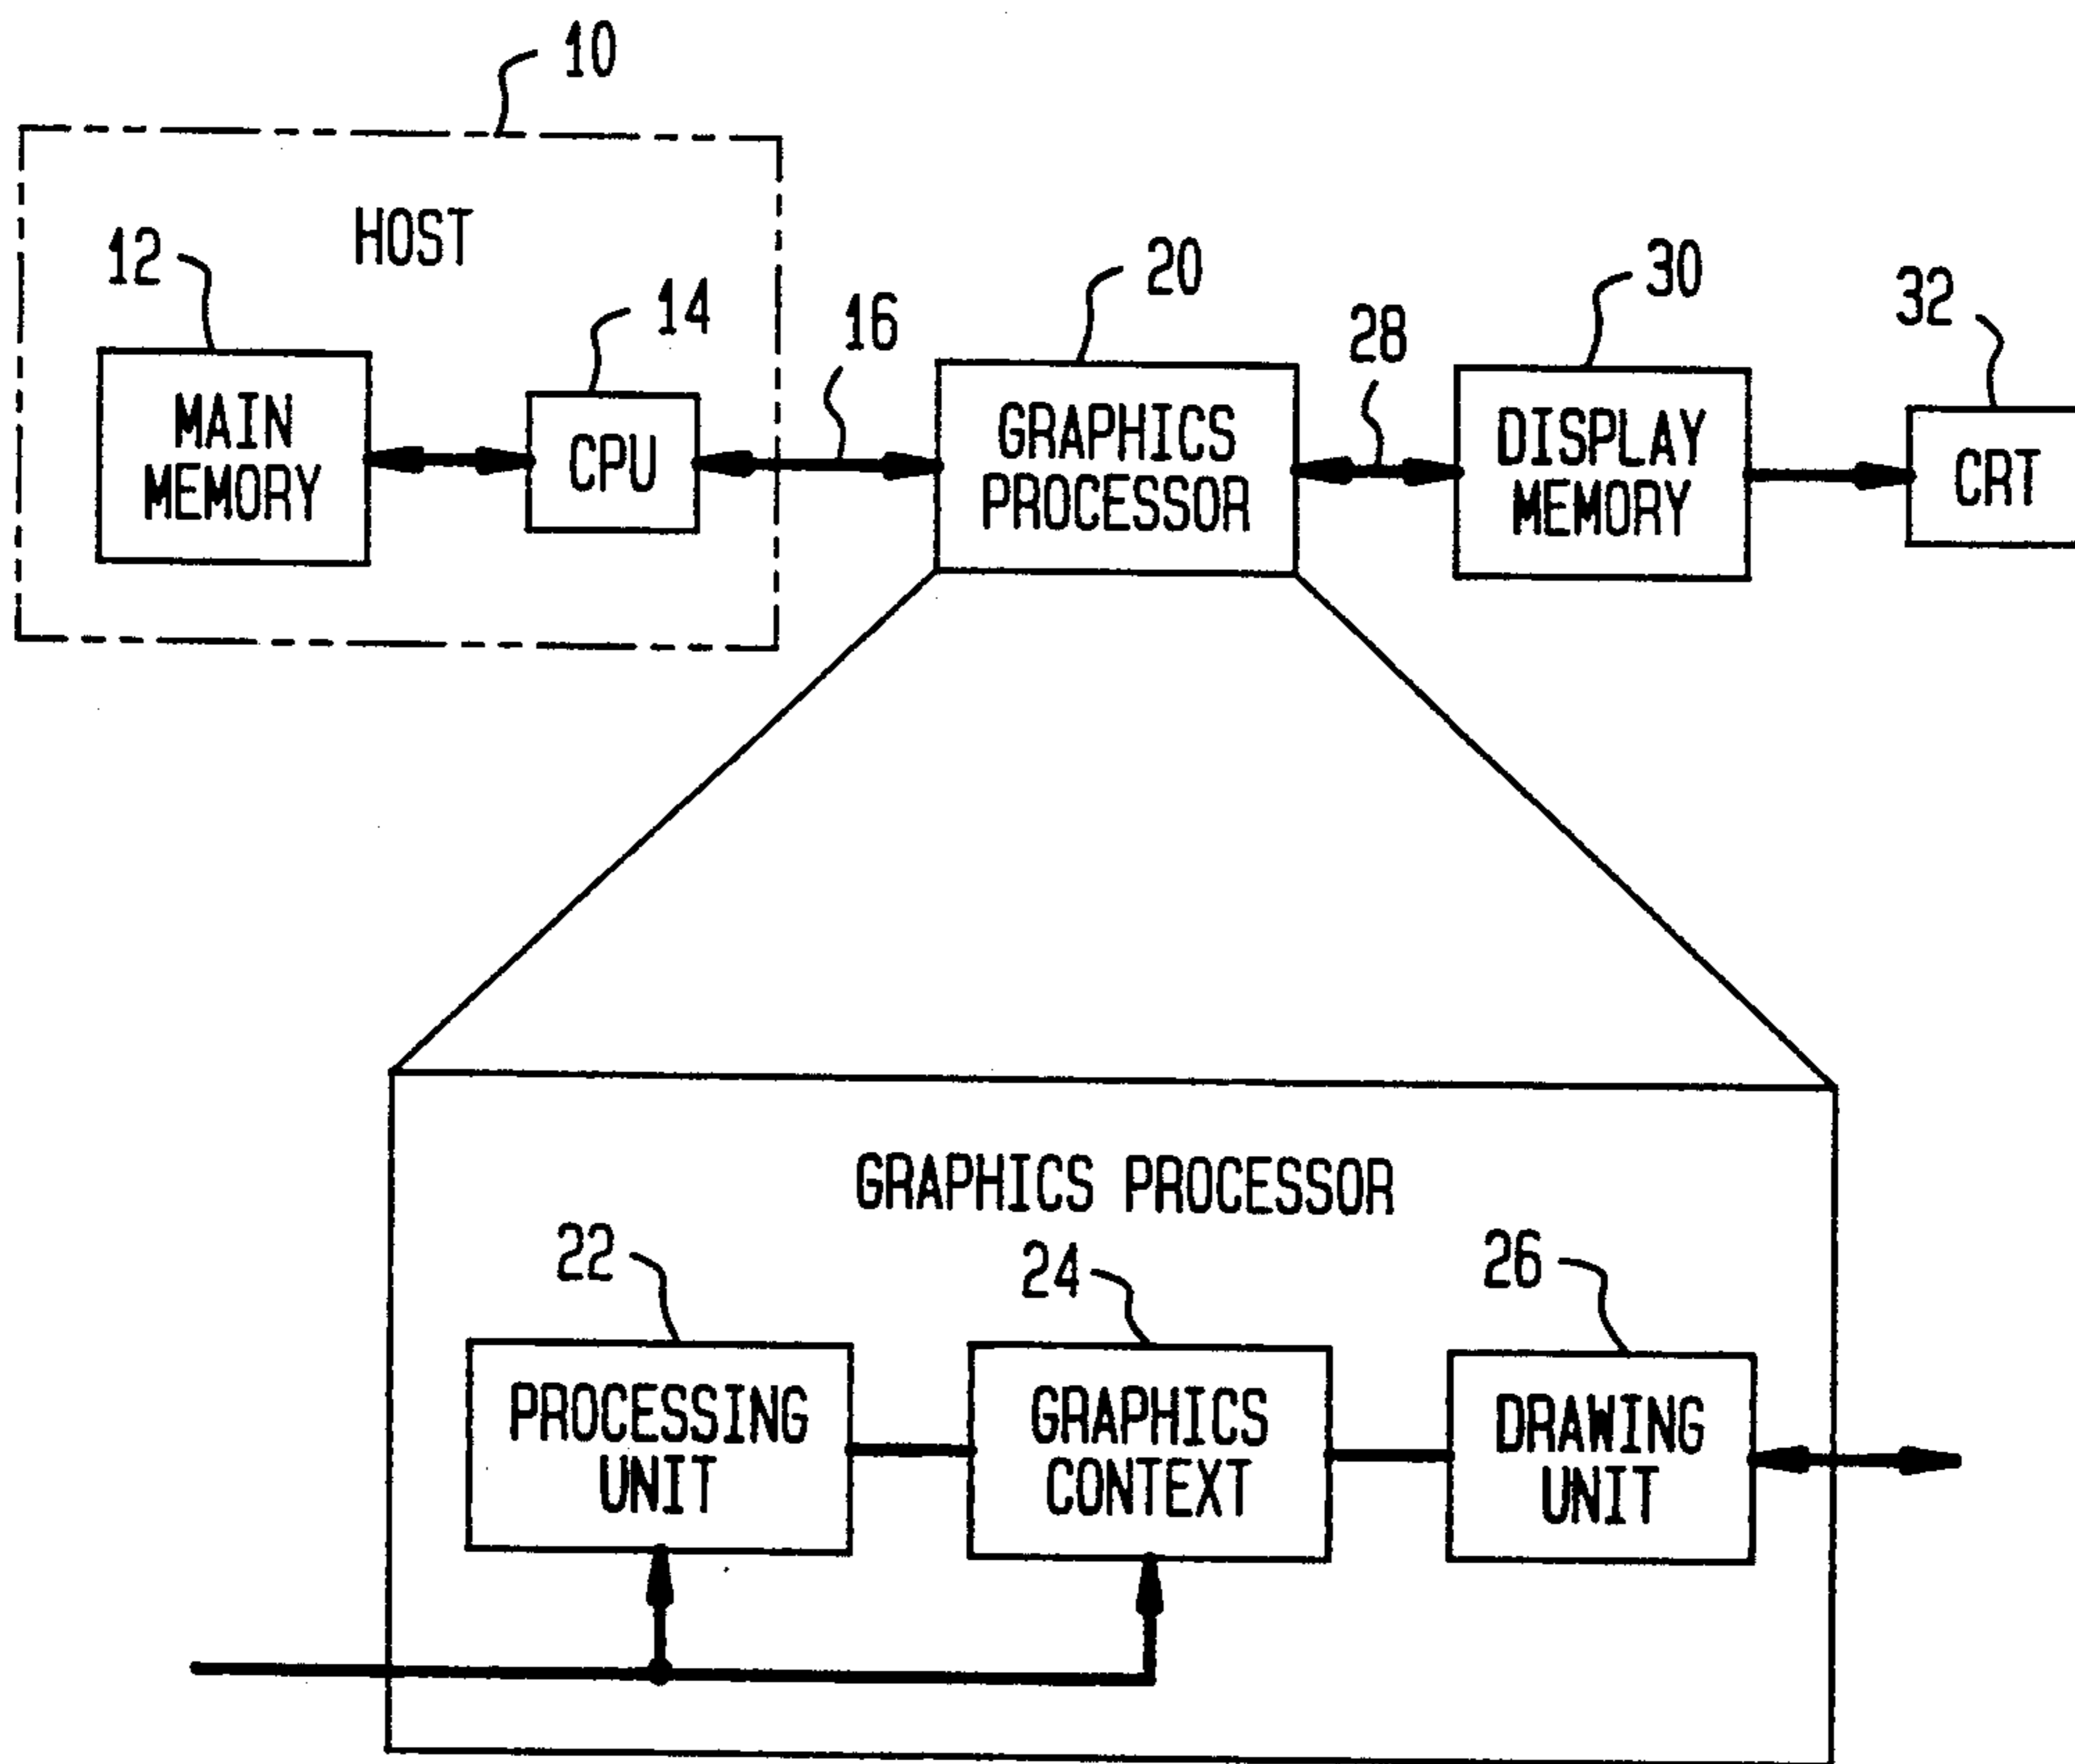 10
HOST
12
14
16
20
28
30
32
MAIN
MEMORY
CPU
GRAPHICS
PROCESSOR
DISPLAY
MEMORY
CRT
GRAPHICS PROCESSOR
22
24
26
PROCESSING
UNIT
GRAPHICS
CONTEXT
DRAWING
UNIT